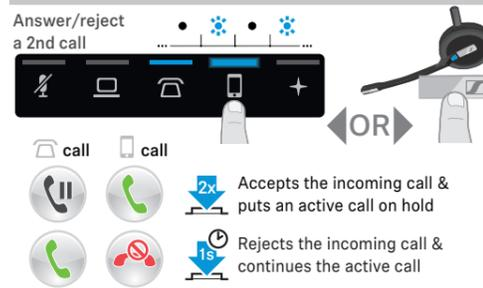 Answer/reject
a 2nd call
OR
call
call
2x
Accepts the incoming call &
puts an active call on hold
1s
Rejects the incoming call &
continues the active call